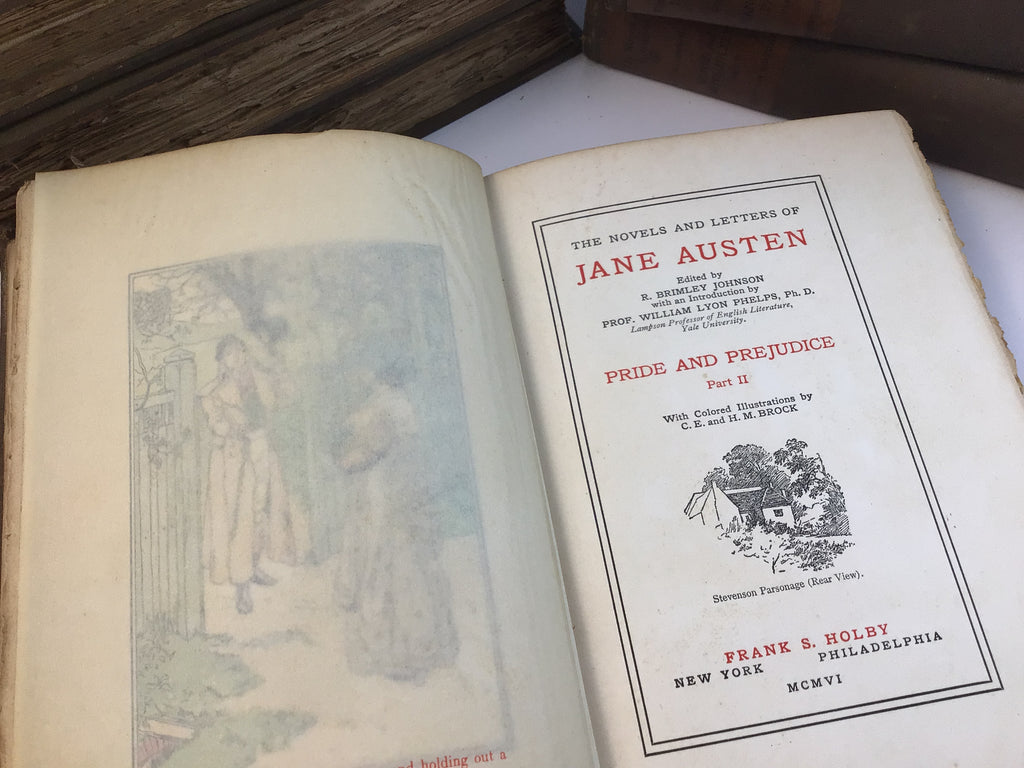 THE NOVELS AND LETTERS OF
JANE AUSTEN
Edited by
R. BRIMLEY JOHNSON
with an Introduction by
PROF. WILLIAM LYON PHELPS, Ph. D.
Lampson Professor of English Literature,
Yale University.
PRIDE AND PREJUDICE
Part II
With Colored Illustrations by
C. E. and H. M. BROCK
Stevenson Parsonage (Rear View).
FRANK S. HOLBY
NEW YORK PHILADELPHIA
MCMVI
holding out a